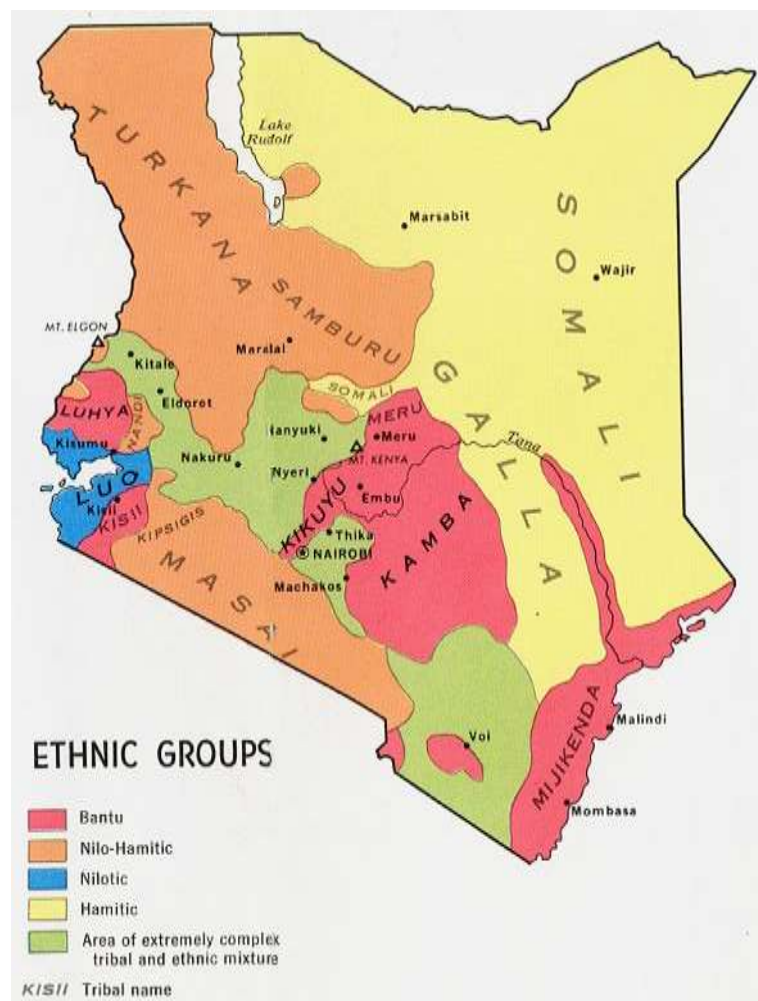 TURKANA
Lake
Rudolf
SOMALI
Marsabit
Wajir
SAMBURU
MT. ELGON
Maralal
Kitale
GALLA
SOMALI
Eldoret
LUHYA
NANDI
MERU
Ianyuki
Meru
Kisumu
Tana
MT. KENYA
Nakuru
Nyeri
LUO
Embu
Kisii
KISII
KIKUYU
KAMBA
KIPSIGIS
Thika
NAIROBI
MASAI
Machakos
MIJIKENDA
Malindi
Voi
ETHNIC GROUPS
Mombasa
Bantu
Nilo-Hamitic
Nilotic
Hamitic
Area of extremely complex
tribal and ethnic mixture
KISII Tribal name